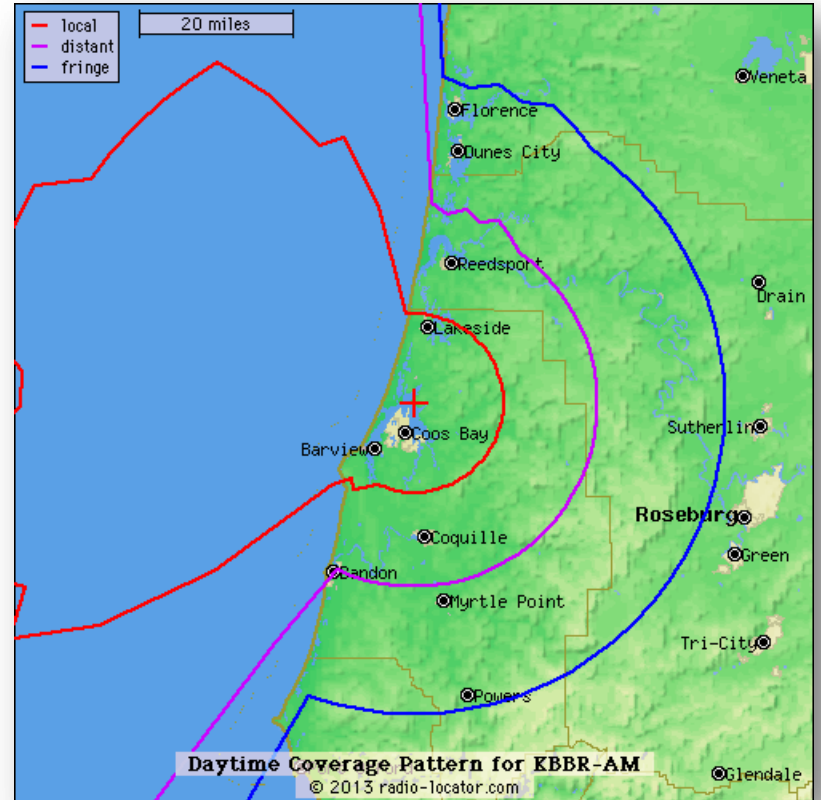 local
distant
fringe
20 miles
Veneta
Florence
Dunes City
Reedsport
Drain
Lakeside
Coos Bay
Sutherlin
Barview
Roseburg
Coquille
Green
Bandon
Myrtle Point
Tri-City
Powers
Daytime Coverage Pattern for KBBR-AM
Glendale
© 2013 radio-locator.com